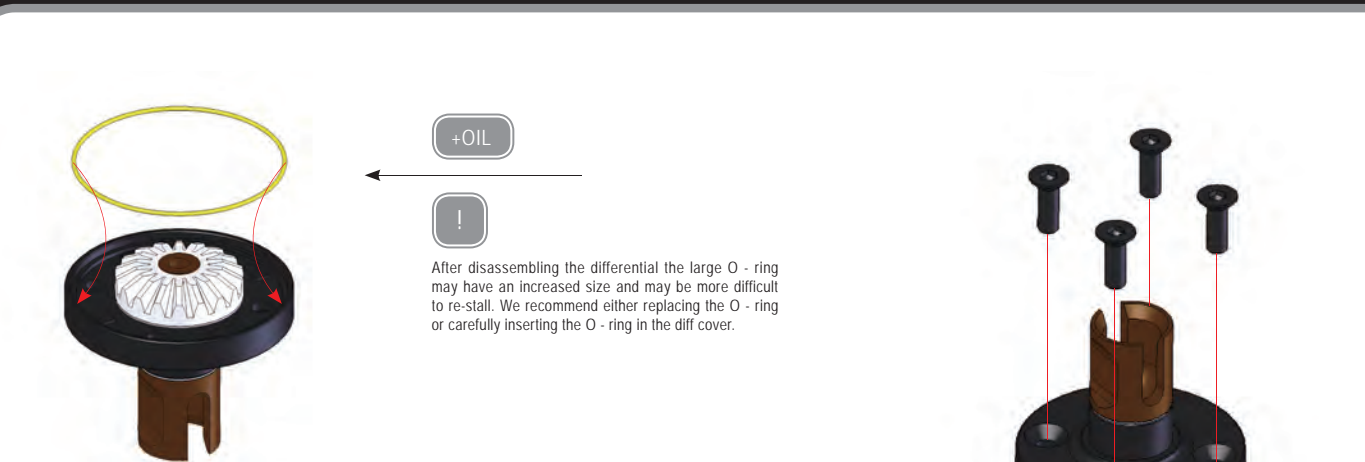 +OIL
!
After disassembling the differential the large O - ring
may have an increased size and may be more difficult
to re-stall. We recommend either replacing the O - ring
or carefully inserting the O - ring in the diff cover.